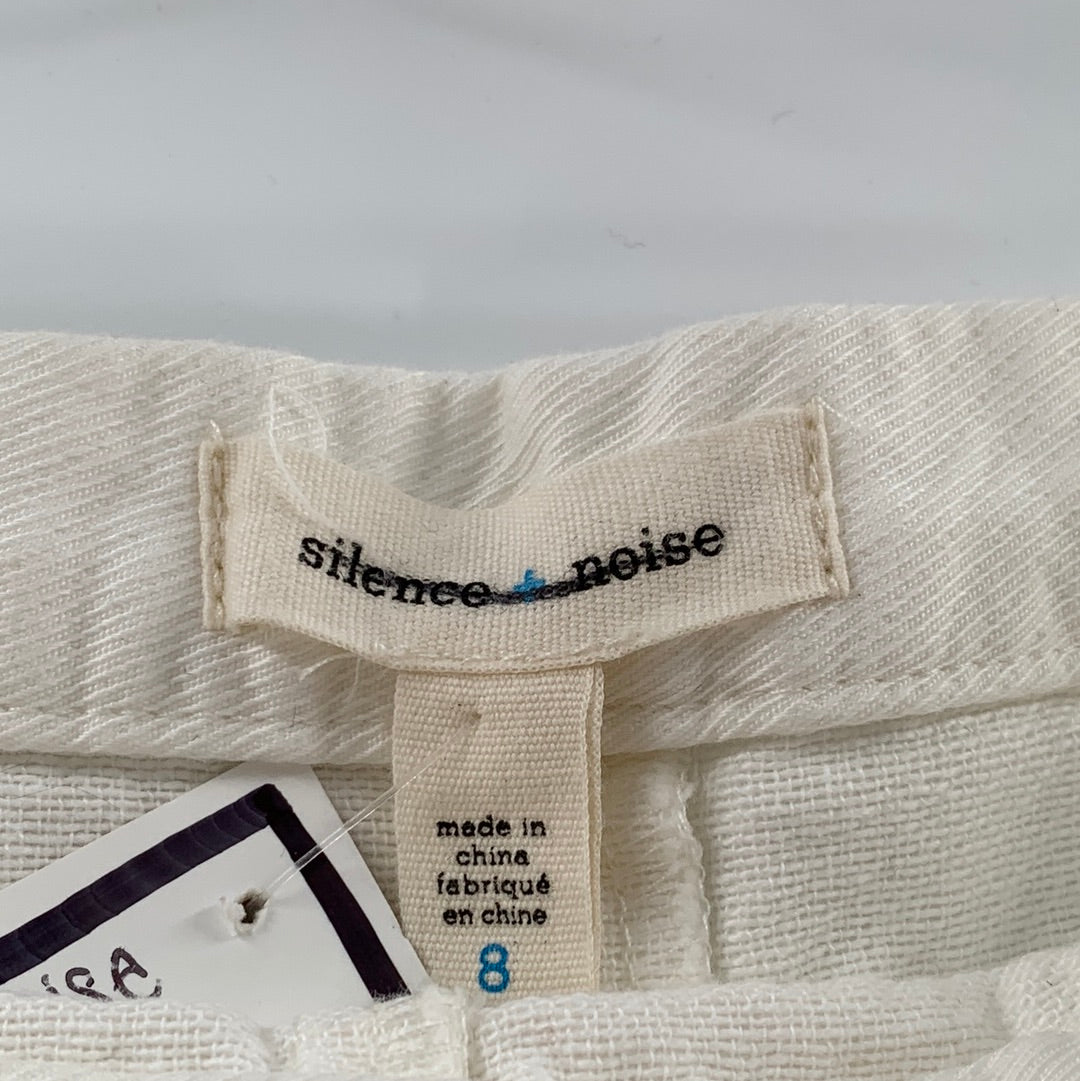 silence + noise
made in
china
fabriqué
en chine
8